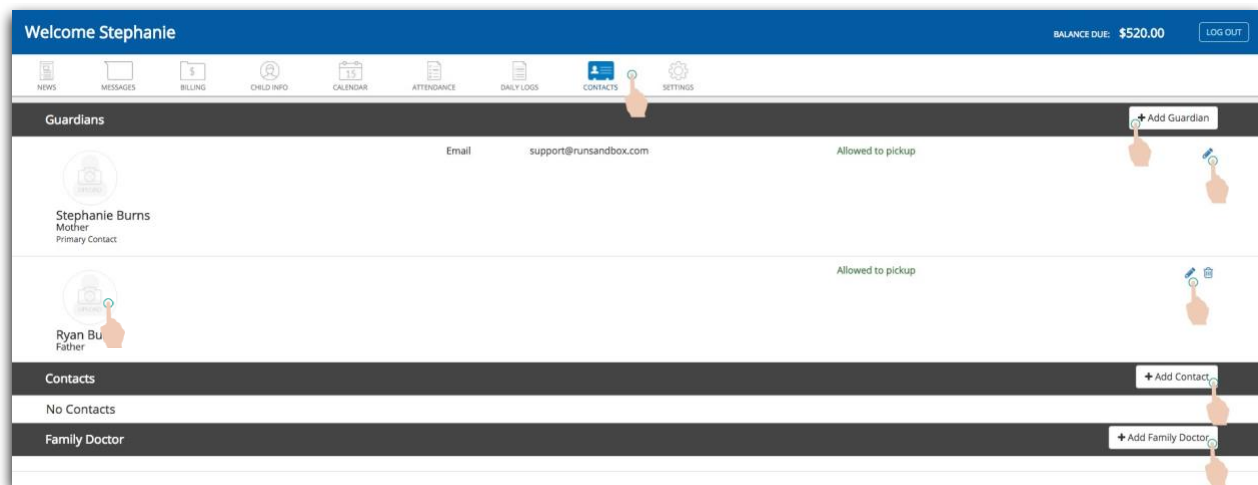 Welcome Stephanie
BALANCE DUE: $520.00
LOG OUT
NEWS MESSAGES BILLING CHILD INFO CALENDAR ATTENDANCE DAILY LOGS CONTACTS SETTINGS
$ 15
Guardians
+ Add Guardian
Email support@runsandbox.com Allowed to pickup
Stephanie Burns
Mother
Primary Contact
Allowed to pickup
Ryan Bu
Father
Contacts
+ Add Contact
No Contacts
Family Doctor
+ Add Family Doctor